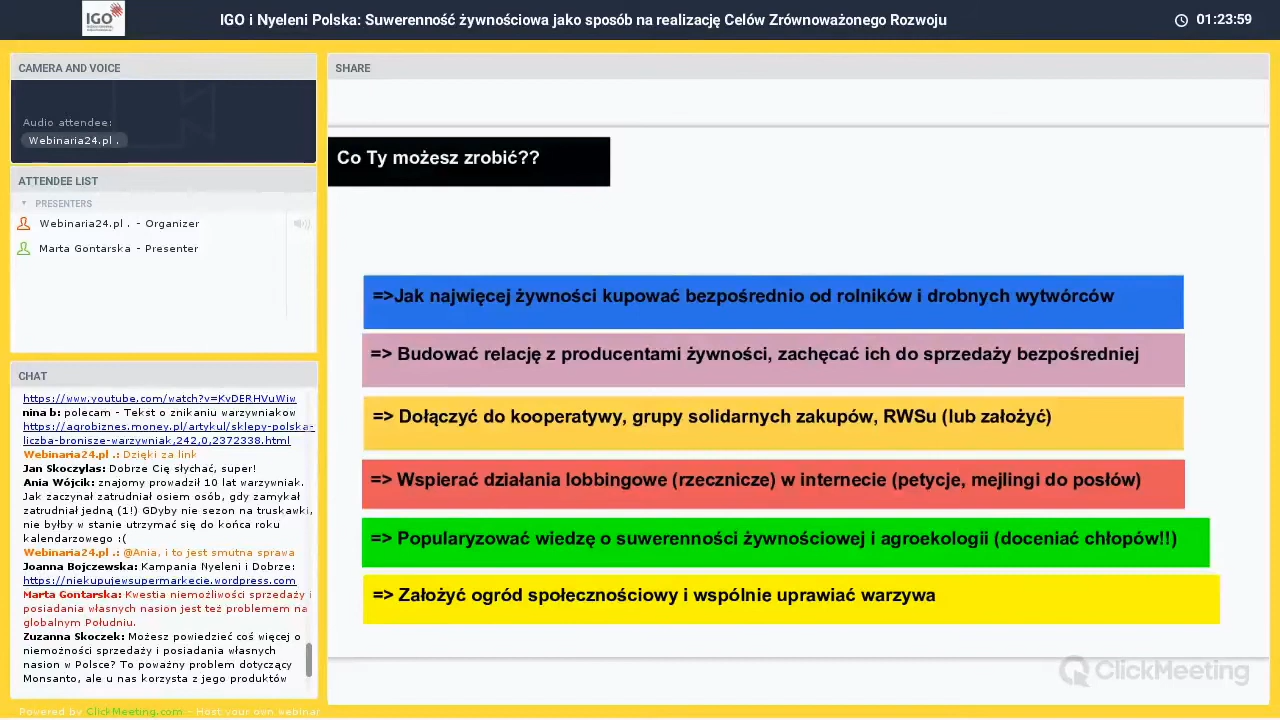 IGO
IGO i Nyeleni Polska: Suwerenność żywnościowa jako sposób na realizację Celów Zrównoważonego Rozwoju
01:23:59
CAMERA AND VOICE
Audio attendee:
Webinaria24.pl .
ATTENDEE LIST
PRESENTERS
Webinaria24.pl . - Organizer
Marta Gontarska - Presenter
CHAT
https://www.youtube.com/watch?v=KvDERHVuWiw
nina b: polecam - Tekst o znikaniu warzywniakow
https://agrobiznes.money.pl/artykul/sklepy-polska-
liczba-bronisze-warzywniak,242,0,2372338.html
Webinaria24.pl .: Dzięki za link
Jan Skoczylas: Dobrze Cię słychać, super!
Ania Wójcik: znajomy prowadził 10 lat warzywniak.
Jak zaczynał zatrudniał osiem osób, gdy zamykał
zatrudniał jedną (1!) GDyby nie sezon na truskawki,
nie byłby w stanie utrzymać się do końca roku
kalendarzowego :(
Webinaria24.pl .: @Ania, i to jest smutna sprawa
Joanna Bojczewska: Kampania Nyeleni i Dobrze:
https://niekupujewsupermarkecie.wordpress.com
Marta Gontarska: Kwestia niemożliwości sprzedaży i
posiadania własnych nasion jest też problemem na
globalnym Południu.
Zuzanna Skoczek: Możesz powiedzieć coś więcej o
niemożności sprzedaży i posiadania własnych
nasion w Polsce? To poważny problem dotyczący
Monsanto, ale u nas korzysta z jego produktów
Powered by ClickMeeting.com - Host your own webinar
SHARE
Co Ty możesz zrobić??
=>Jak najwięcej żywności kupować bezpośrednio od rolników i drobnych wytwórców
=> Budować relację z producentami żywności, zachęcać ich do sprzedaży bezpośredniej
=> Dołączyć do kooperatywy, grupy solidarnych zakupów, RWSu (lub założyć)
=> Wspierać działania lobbingowe (rzecznicze) w internecie (petycje, mejlingi do posłów)
=> Popularyzować wiedzę o suwerenności żywnościowej i agroekologii (doceniać chłopów!!)
=> Założyć ogród społecznościowy i wspólnie uprawiać warzywa
ClickMeeting